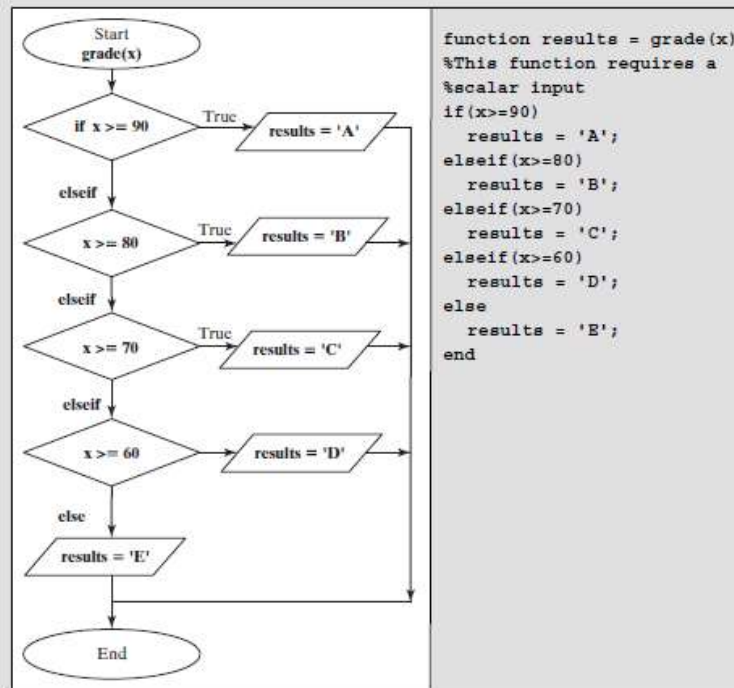 Start
grade(x)
if x >= 90
True
results = 'A'
elseif
x >= 80
True
results = 'B'
elseif
x >= 70
True
results = 'C'
elseif
x >= 60
results = 'D'
else
results = 'E'
End
function results = grade(x)
%This function requires a
%scalar input
if(x>=90)
results = 'A';
elseif(x>=80)
results = 'B';
elseif(x>=70)
results = 'C';
elseif(x>=60)
results = 'D';
else
results = 'E';
end